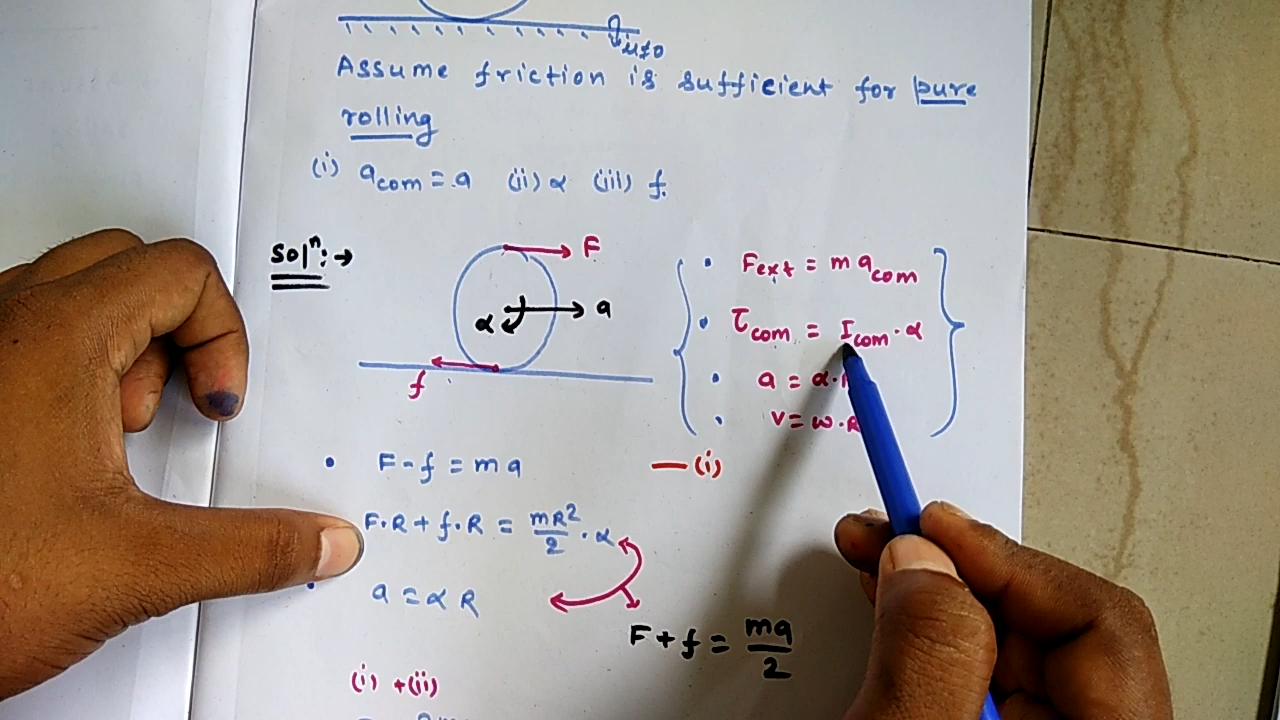 μ≠0
Assume friction is sufficient for pure
rolling
(i) acom = a (ii) α (iii) f.
Solⁿ: →
F
a
α
f
• Fext = m acom
• τcom = Icom · α
• a = α·
• v = ω·R
• F - f = ma — (i)
F·R + f·R = mR²/2 · α
• a = αR
F + f = ma/2
(i) + (ii)